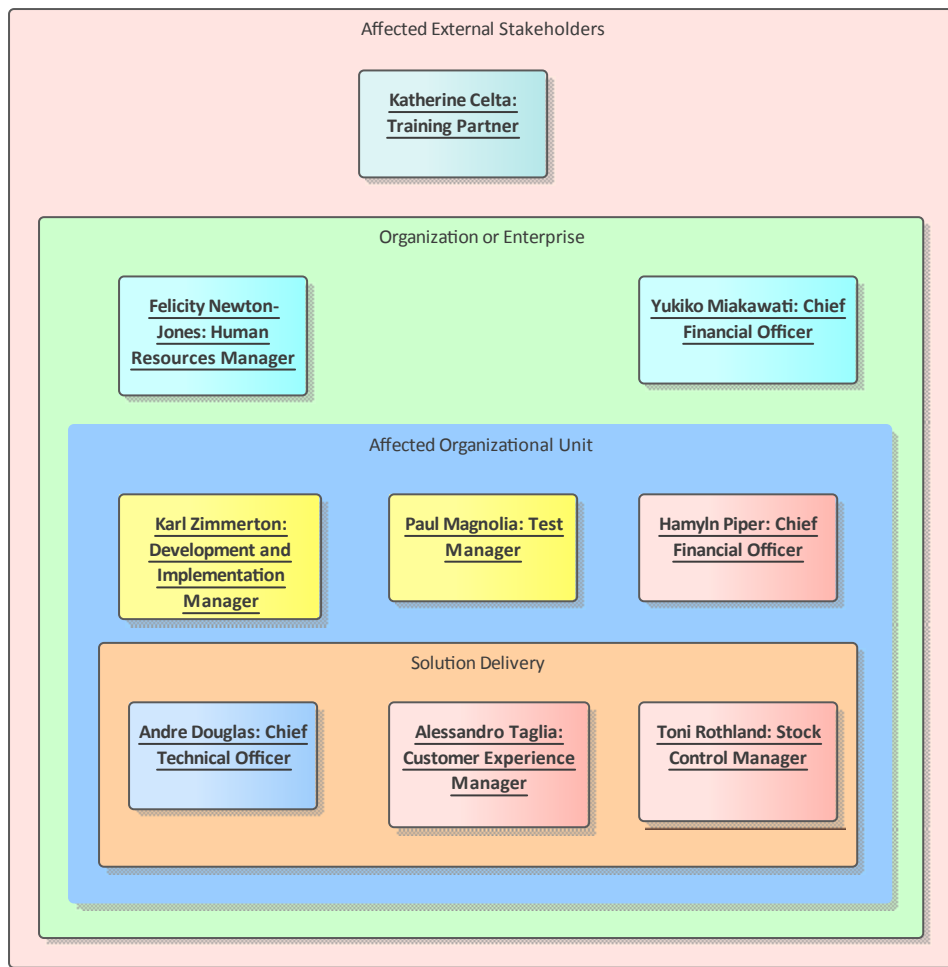 Affected External Stakeholders
Katherine Celta:
Training Partner
Organization or Enterprise
Felicity Newton-
Jones: Human
Resources Manager
Yukiko Miakawati: Chief
Financial Officer
Affected Organizational Unit
Karl Zimmerton:
Development and
Implementation
Manager
Paul Magnolia: Test
Manager
Hamyln Piper: Chief
Financial Officer
Solution Delivery
Andre Douglas: Chief
Technical Officer
Alessandro Taglia:
Customer Experience
Manager
Toni Rothland: Stock
Control Manager